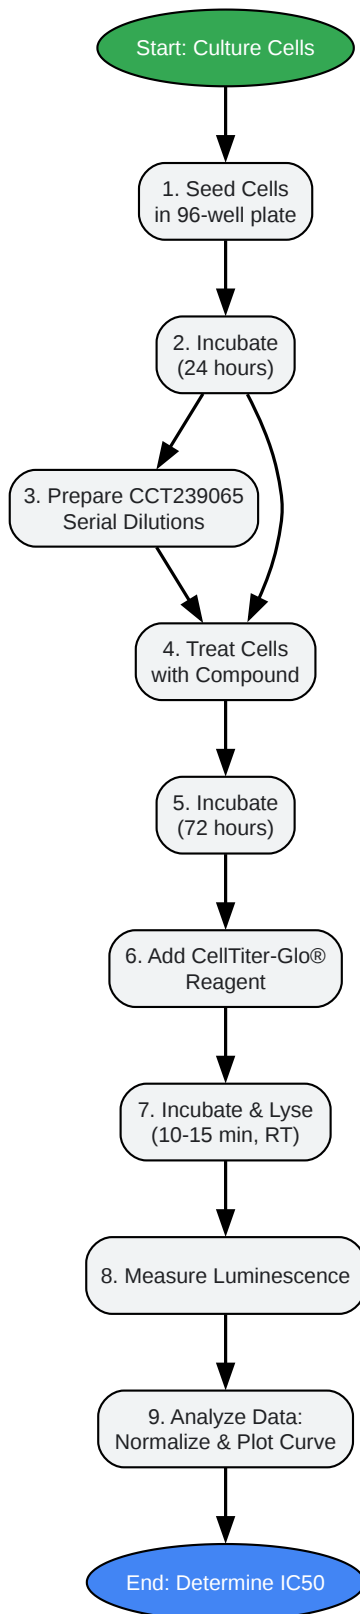 Start: Culture Cells
1. Seed Cells
in 96-well plate
2. Incubate
(24 hours)
3. Prepare CCT239065
Serial Dilutions
4. Treat Cells
with Compound
5. Incubate
(72 hours)
6. Add CellTiter-Glo®
Reagent
7. Incubate & Lyse
(10-15 min, RT)
8. Measure Luminescence
9. Analyze Data:
Normalize & Plot Curve
End: Determine IC50